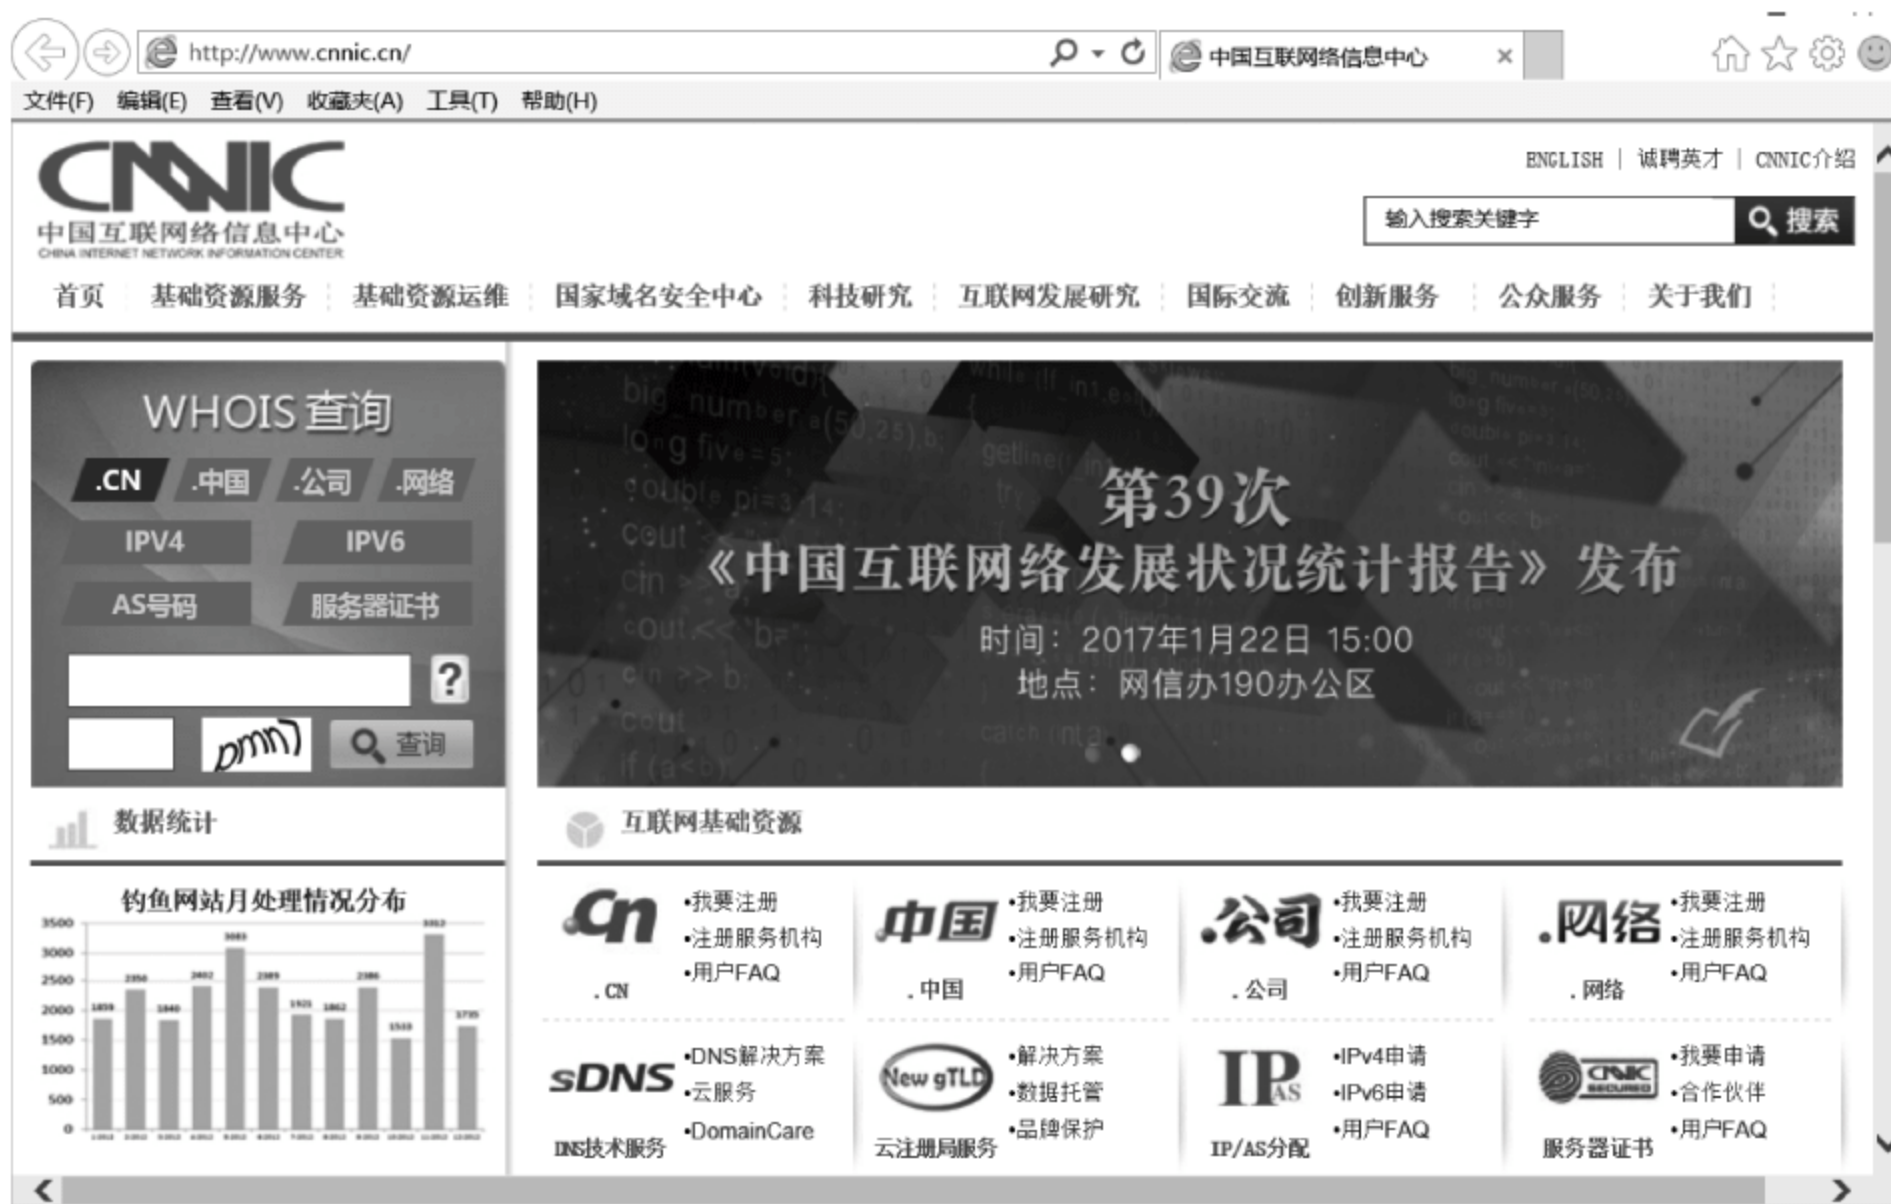 http://www.cnnic.cn/
中国互联网络信息中心
文件(F) 编辑(E) 查看(V) 收藏夹(A) 工具(T) 帮助(H)
CNNIC
中国互联网络信息中心
CHINA INTERNET NETWORK INFORMATION CENTER
ENGLISH | 诚聘英才 | CNNIC介绍
输入搜索关键字 搜索
首页 基础资源服务 基础资源运维 国家域名安全中心 科技研究 互联网发展研究 国际交流 创新服务 公众服务 关于我们
WHOIS 查询
.CN .中国 .公司 .网络
IPV4 IPV6
AS号码 服务器证书
?
查询
第39次
《中国互联网络发展状况统计报告》发布
时间：2017年1月22日 15:00
地点：网信办190办公区
数据统计
钓鱼网站月处理情况分布
3500
3000
2500
2000
1500
1000
500
0
1859 2350 1840 2402 3083 2389 1921 1862 2386 1533 3312 1735
互联网基础资源
.Cn
.CN
•我要注册
•注册服务机构
•用户FAQ
.中国
.中国
•我要注册
•注册服务机构
•用户FAQ
.公司
.公司
•我要注册
•注册服务机构
•用户FAQ
.网络
.网络
•我要注册
•注册服务机构
•用户FAQ
sDNS
DNS技术服务
•DNS解决方案
•云服务
•DomainCare
New gTLD
云注册局服务
•解决方案
•数据托管
•品牌保护
IP AS
IP/AS分配
•IPv4申请
•IPv6申请
•用户FAQ
CNNIC
SECURED
服务器证书
•我要申请
•合作伙伴
•用户FAQ